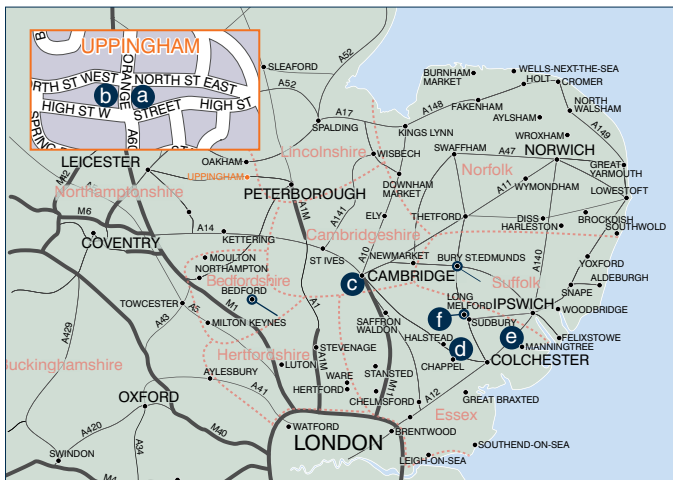 UPPINGHAM
NORTH ST WEST
ORANGE
NORTH ST EAST
b
a
HIGH ST W
STREET
HIGH ST
SPRING
A6
A52
SLEAFORD
A52
BURNHAM
MARKET
WELLS-NEXT-THE-SEA
HOLT
CROMER
A17
A148
FAKENHAM
NORTH
WALSHAM
SPALDING
KINGS LYNN
AYLSHAM
A149
WROXHAM
LEICESTER
OAKHAM
Lincolnshire
WISBECH
SWAFFHAM
A47
NORWICH
M42
UPPINGHAM
Norfolk
GREAT
YARMOUTH
Northamptonshire
PETERBOROUGH
DOWNHAM
MARKET
A11
WYMONDHAM
LOWESTOFT
M6
A1M
A141
ELY
THETFORD
DISS
BROCKDISH
HARLESTON
SOUTHWOLD
A14
KETTERING
Cambridgeshire
COVENTRY
ST IVES
A10
NEWMARKET
BURY ST.EDMUNDS
A140
YOXFORD
MOULTON
NORTHAMPTON
c
CAMBRIDGE
Suffolk
ALDEBURGH
Bedfordshire
BEDFORD
LONG
MELFORD
IPSWICH
SNAPE
TOWCESTER
A5
M1
A1
SAFFRON
WALDON
f
SUDBURY
WOODBRIDGE
A429
A43
MILTON KEYNES
HALSTEAD
d
e
FELIXSTOWE
MANNINGTREE
Hertfordshire
STEVENAGE
CHAPPEL
COLCHESTER
Buckinghamshire
A1M
LUTON
WARE
STANSTED
AYLESBURY
A41
HERTFORD
M11
CHELMSFORD
A12
GREAT BRAXTED
OXFORD
Essex
A420
M40
WATFORD
LONDON
BRENTWOOD
A34
SOUTHEND-ON-SEA
SWINDON
LEIGH-ON-SEA
M4